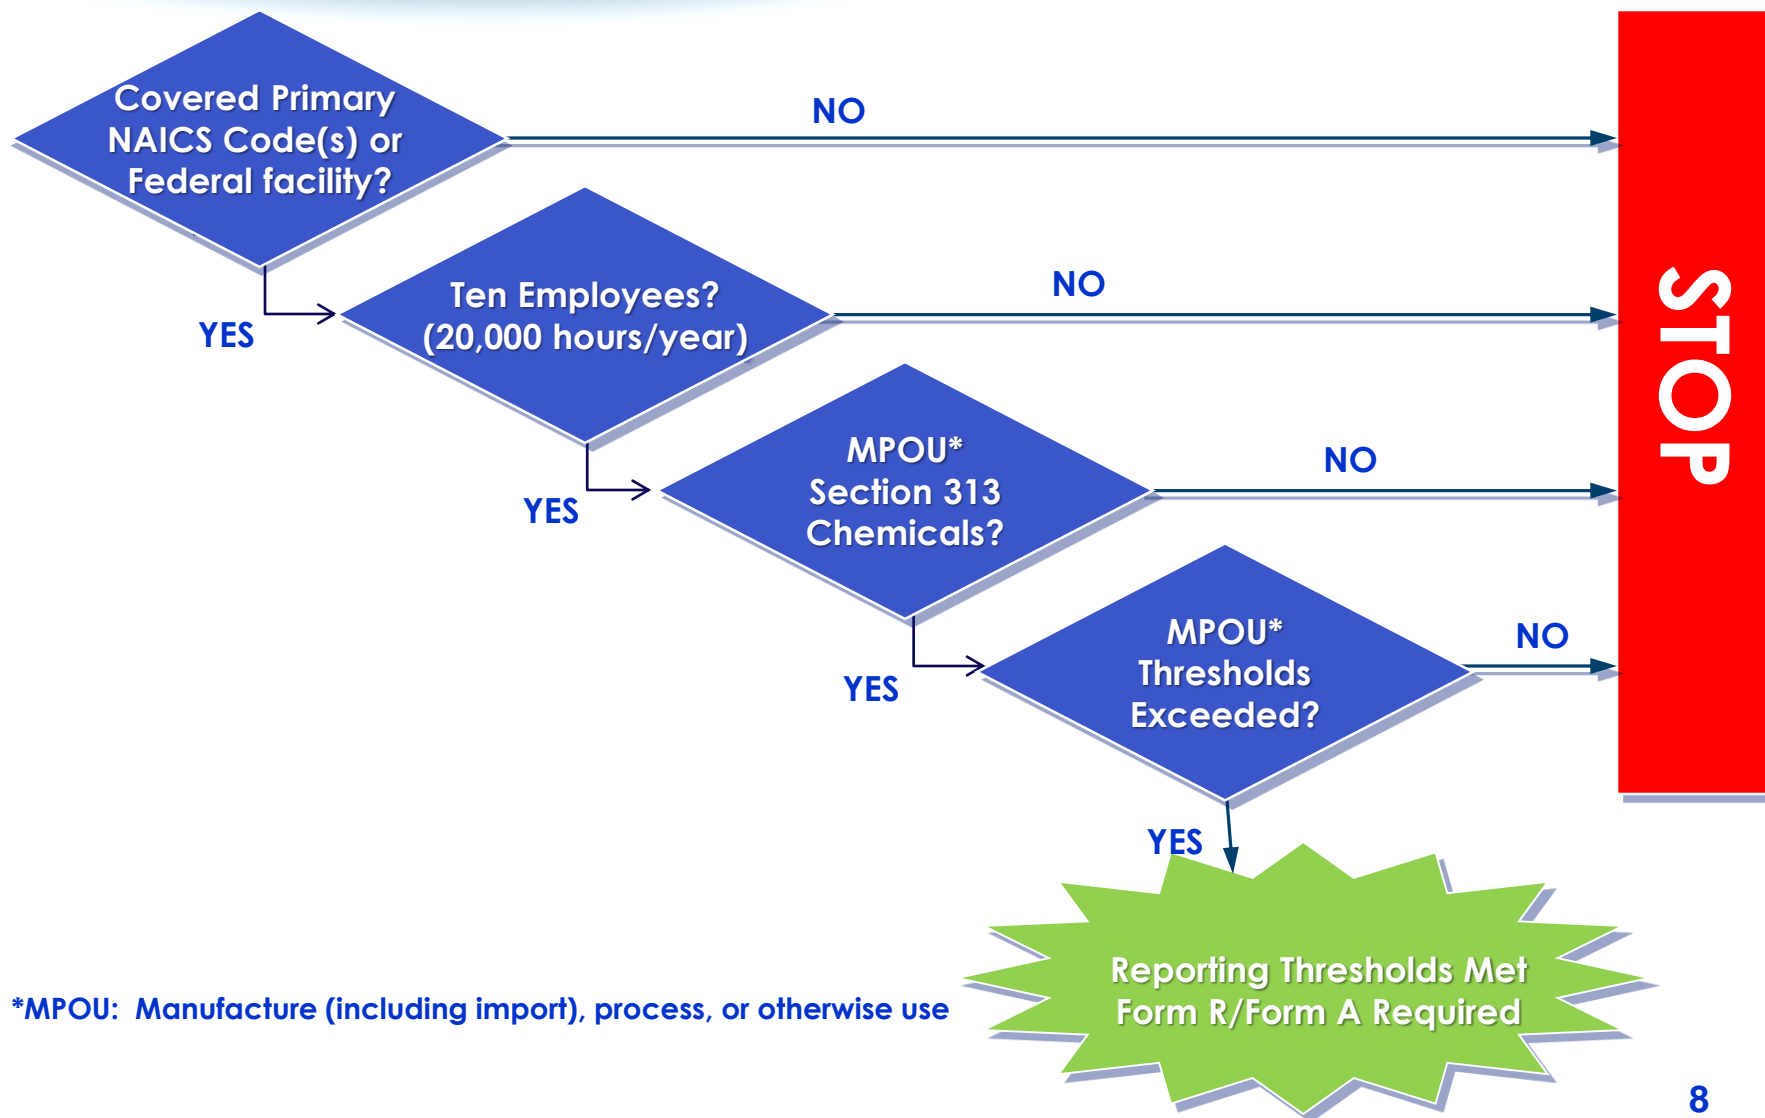 Covered Primary
NAICS Code(s) or
Federal facility?
NO
YES
Ten Employees?
(20,000 hours/year)
NO
YES
MPOU*
Section 313
Chemicals?
NO
YES
MPOU*
Thresholds
Exceeded?
NO
YES
STOP
Reporting Thresholds Met
Form R/Form A Required
*MPOU: Manufacture (including import), process, or otherwise use
8